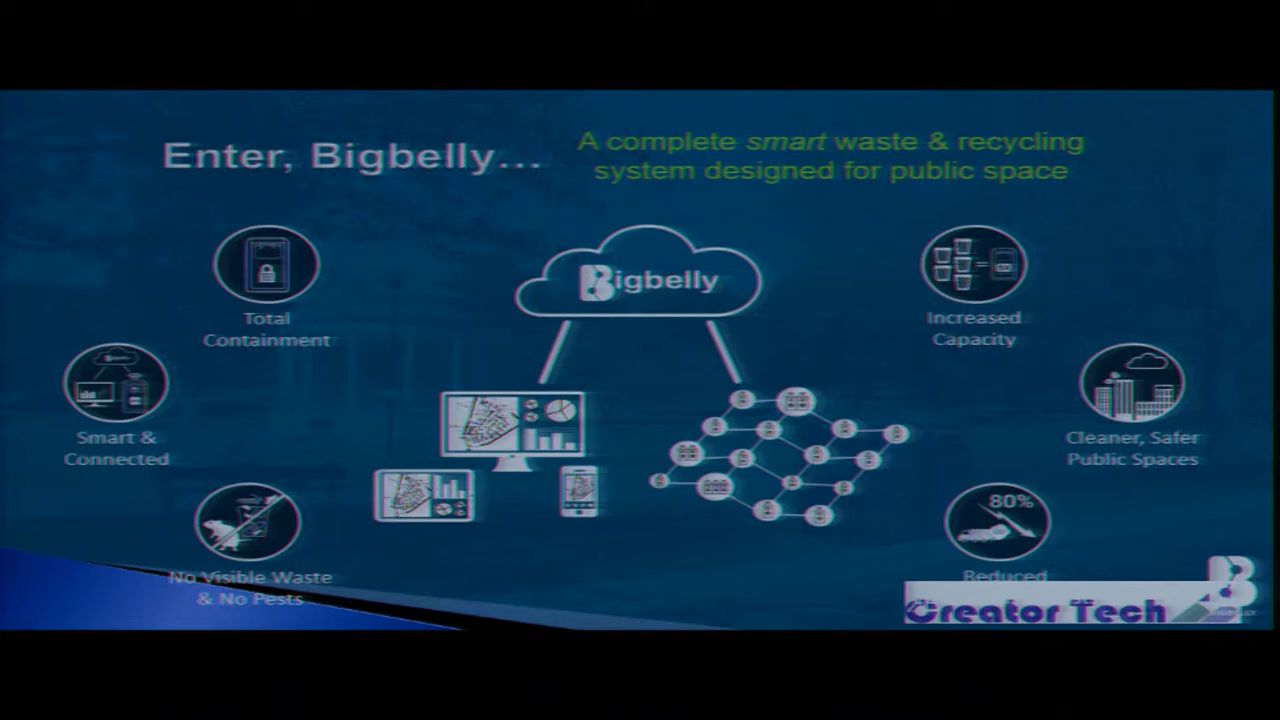 Enter, Bigbelly...
A complete smart waste & recycling
system designed for public space
Bigbelly
Total
Containment
Increased
Capacity
Smart &
Connected
Cleaner, Safer
Public Spaces
80%
No Visible Waste
& No Pests
Reduced
Creator Tech